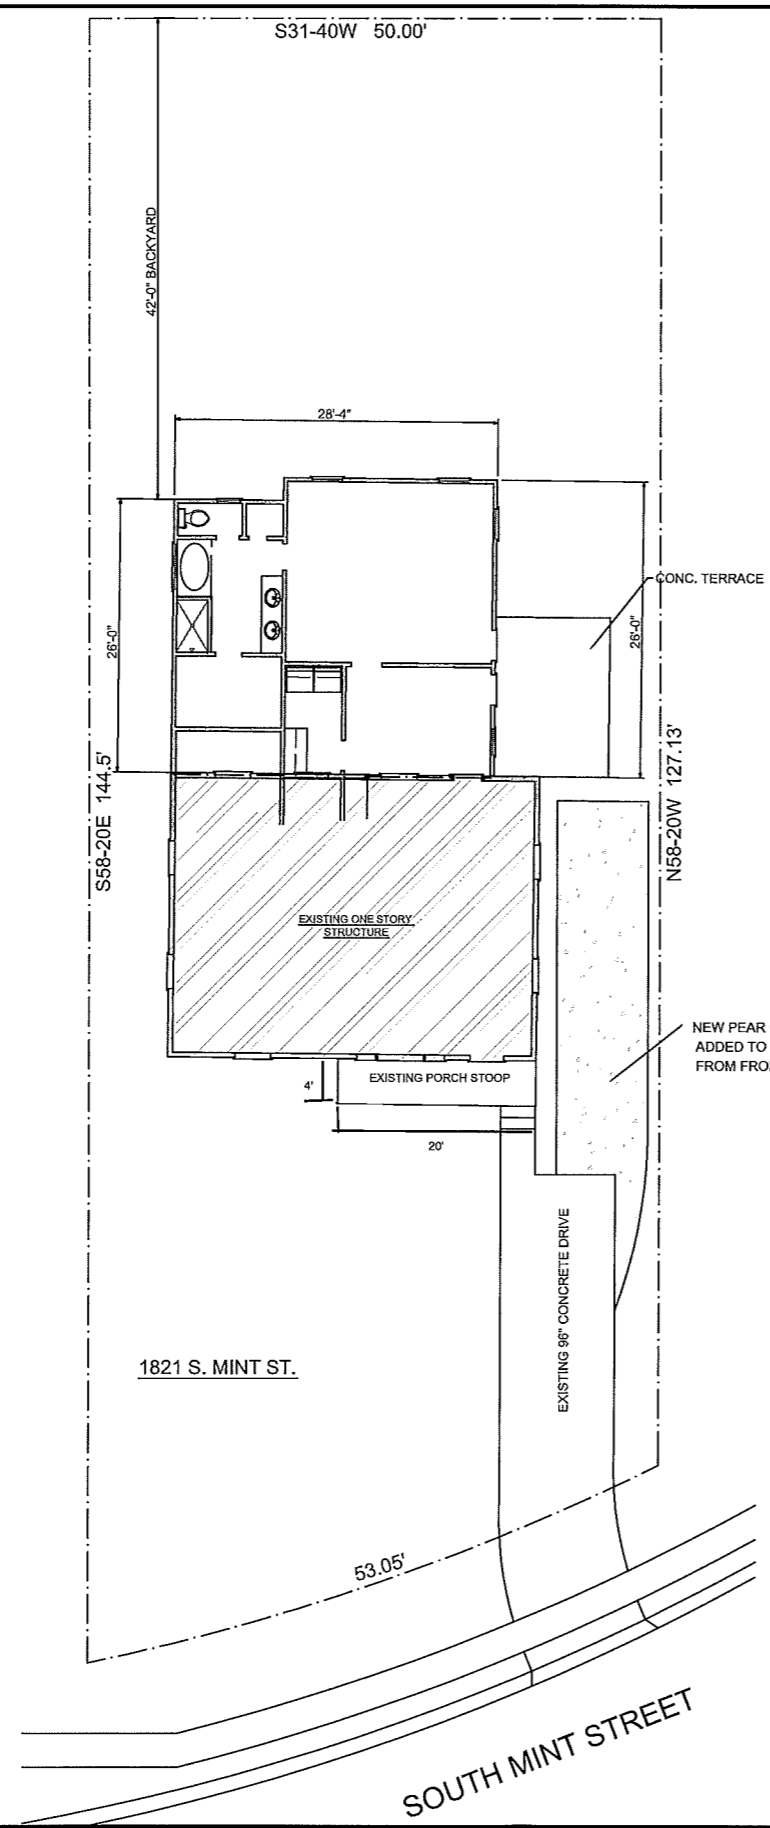 S31-40W 50.00'
42'-0" BACKYARD
28'-4"
CONC. TERRACE
26'-0"
26'-0"
S58-20E 144.5'
N58-20W 127.13'
EXISTING ONE STORY
STRUCTURE
NEW PEAR
ADDED TO
FROM FRO
EXISTING PORCH STOOP
4'
20'
EXISTING 96" CONCRETE DRIVE
1821 S. MINT ST.
53.05'
SOUTH MINT STREET